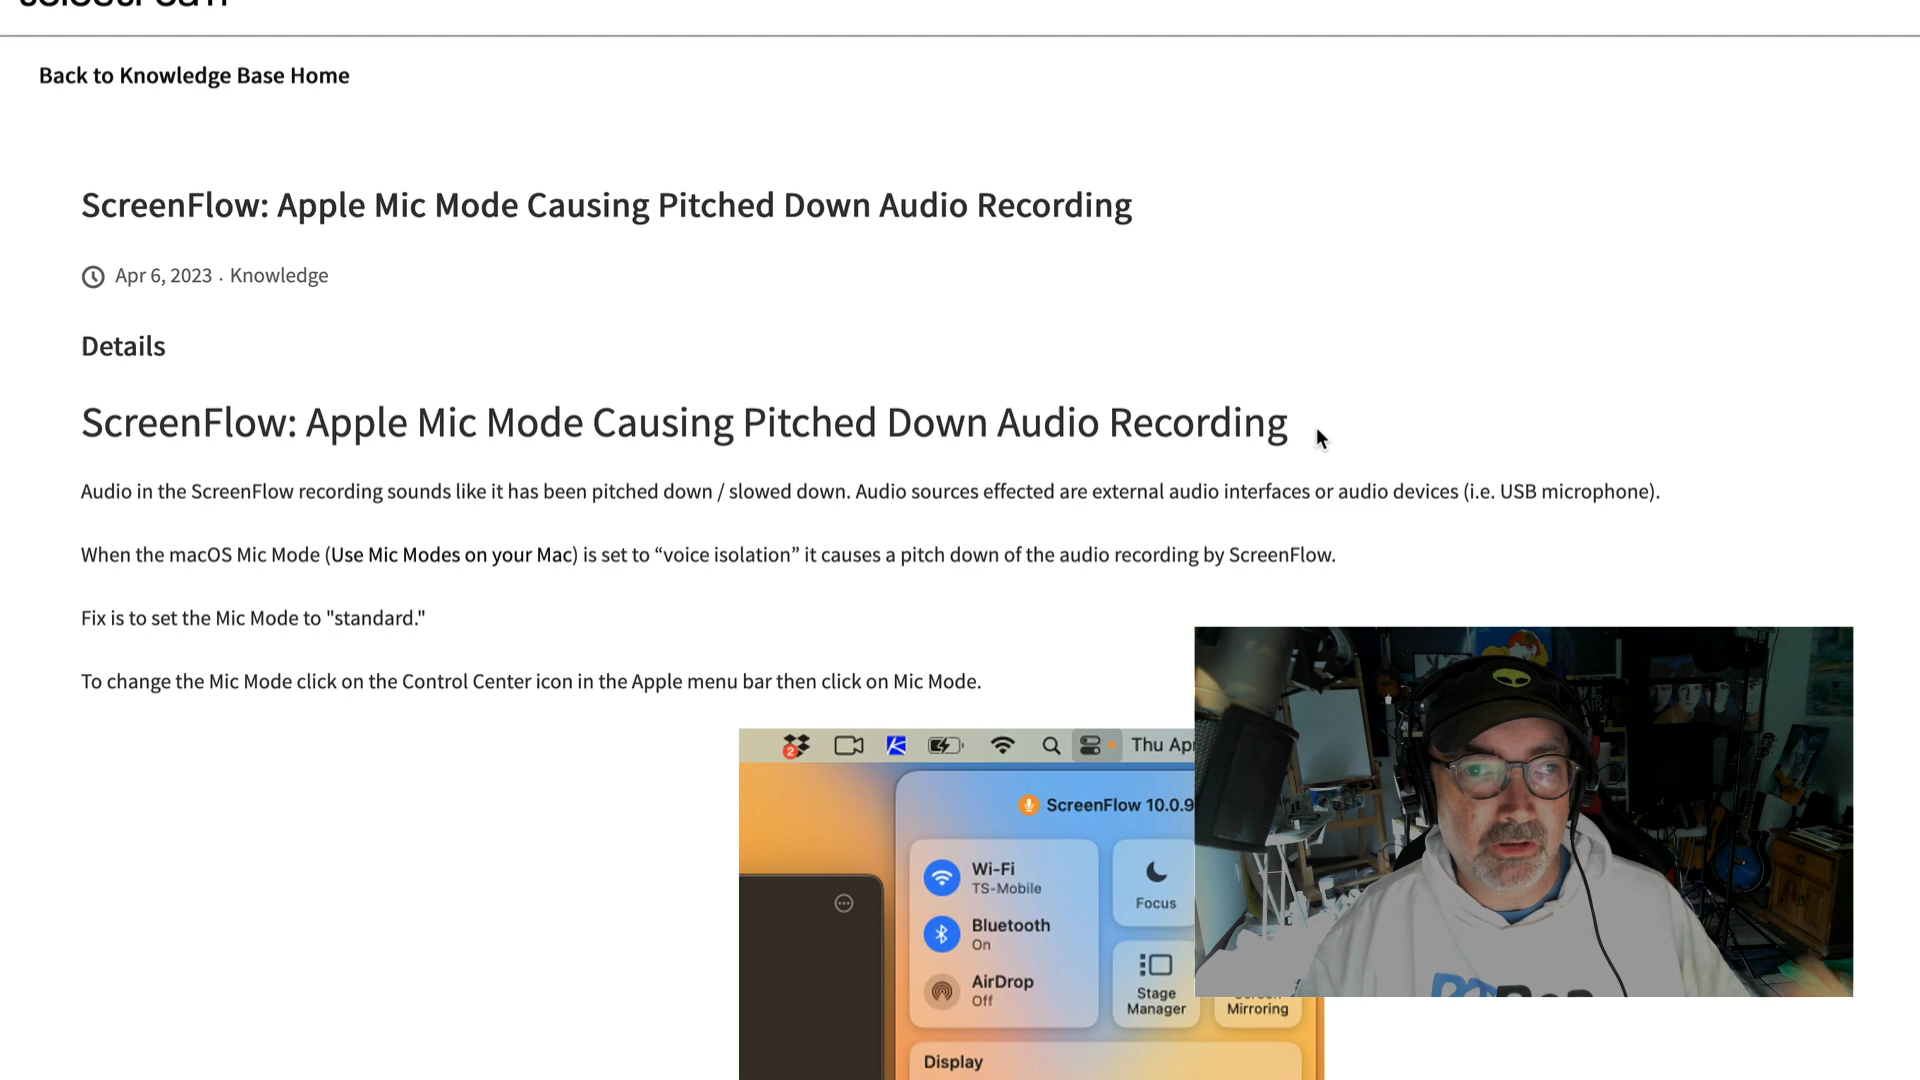 Back to Knowledge Base Home
ScreenFlow: Apple Mic Mode Causing Pitched Down Audio Recording
Apr 6, 2023 . Knowledge
Details
ScreenFlow: Apple Mic Mode Causing Pitched Down Audio Recording
Audio in the ScreenFlow recording sounds like it has been pitched down / slowed down. Audio sources effected are external audio interfaces or audio devices (i.e. USB microphone).
When the macOS Mic Mode (Use Mic Modes on your Mac) is set to “voice isolation” it causes a pitch down of the audio recording by ScreenFlow.
Fix is to set the Mic Mode to "standard."
To change the Mic Mode click on the Control Center icon in the Apple menu bar then click on Mic Mode.
2
Thu Apr
ScreenFlow 10.0.9
Wi-Fi
TS-Mobile
Focus
Bluetooth
On
AirDrop
Off
Stage
Manager
Mirroring
Display